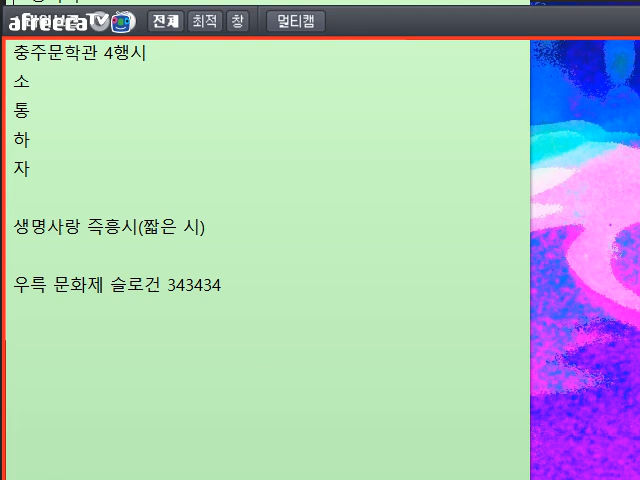 afreeca TV
전체 최적 창 멀티캠
충주문학관 4행시
소
통
하
자
생명사랑 즉흥시(짧은 시)
우륵 문화제 슬로건 343434